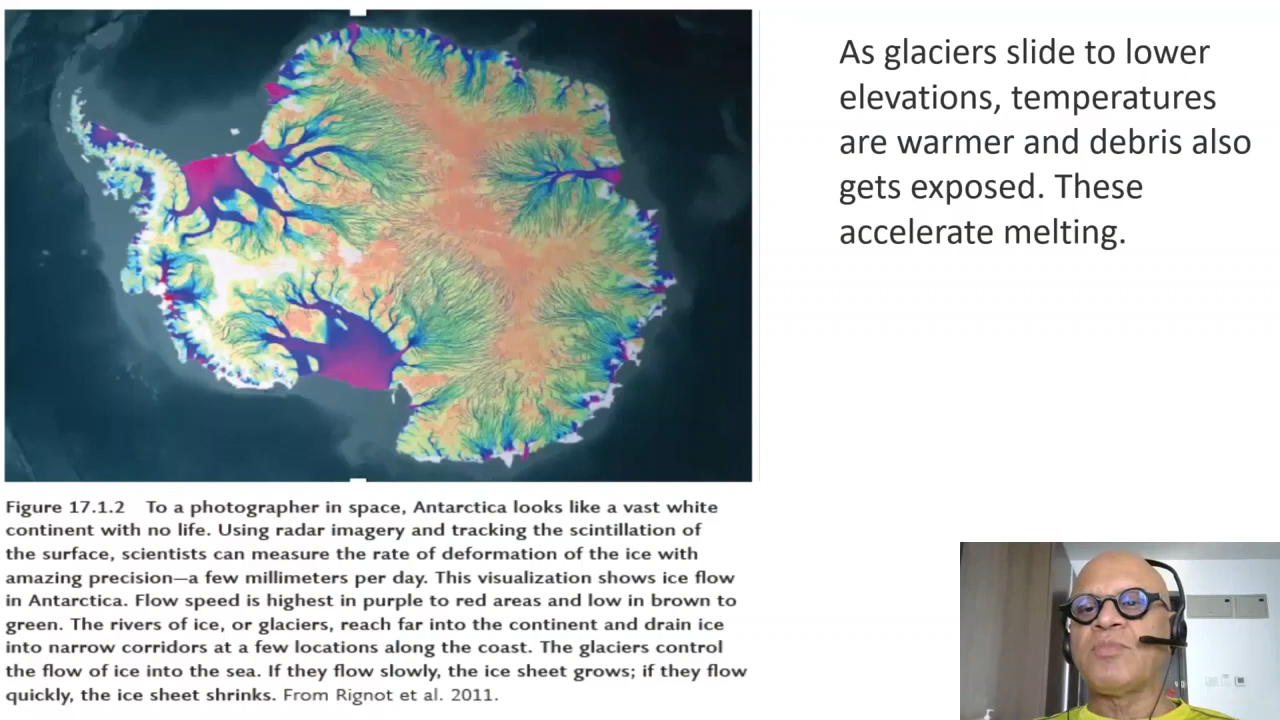 As glaciers slide to lower
elevations, temperatures
are warmer and debris also
gets exposed. These
accelerate melting.
Figure 17.1.2 To a photographer in space, Antarctica looks like a vast white
continent with no life. Using radar imagery and tracking the scintillation of
the surface, scientists can measure the rate of deformation of the ice with
amazing precision—a few millimeters per day. This visualization shows ice flow
in Antarctica. Flow speed is highest in purple to red areas and low in brown to
green. The rivers of ice, or glaciers, reach far into the continent and drain ice
into narrow corridors at a few locations along the coast. The glaciers control
the flow of ice into the sea. If they flow slowly, the ice sheet grows; if they flow
quickly, the ice sheet shrinks. From Rignot et al. 2011.